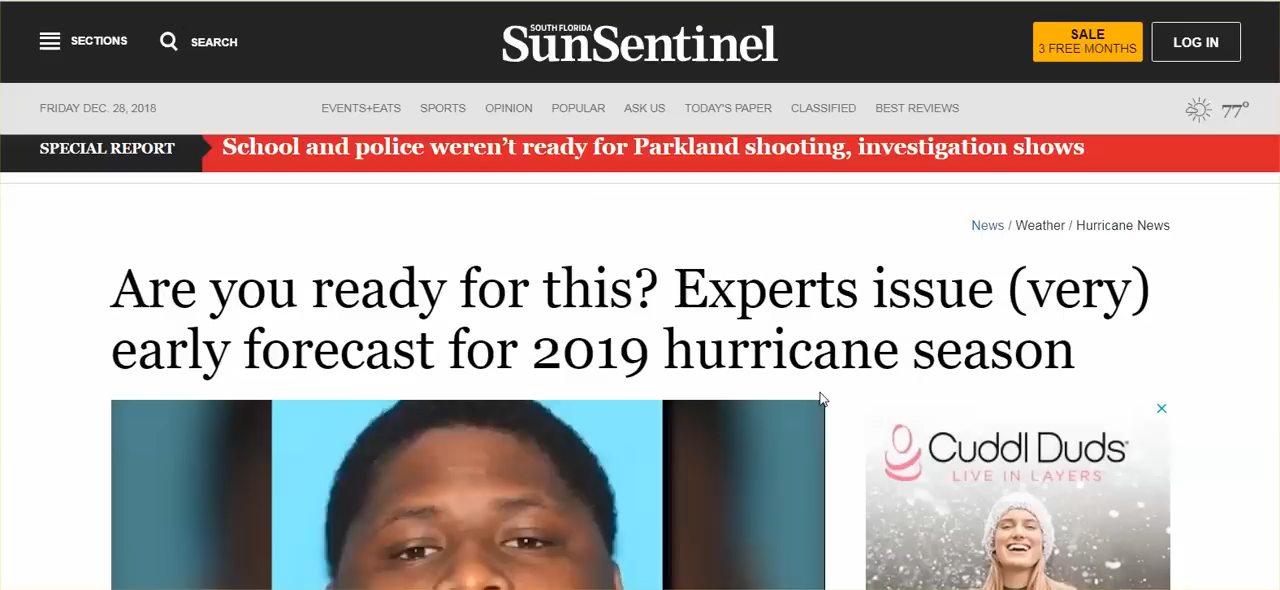 SECTIONS
SEARCH
SOUTH FLORIDA
SunSentinel
SALE
3 FREE MONTHS
LOG IN
FRIDAY DEC. 28, 2018
EVENTS+EATS
SPORTS
OPINION
POPULAR
ASK US
TODAY'S PAPER
CLASSIFIED
BEST REVIEWS
77°
SPECIAL REPORT
School and police weren’t ready for Parkland shooting, investigation shows
News / Weather / Hurricane News
Are you ready for this? Experts issue (very)
early forecast for 2019 hurricane season
Cuddl Duds®
LIVE IN LAYERS